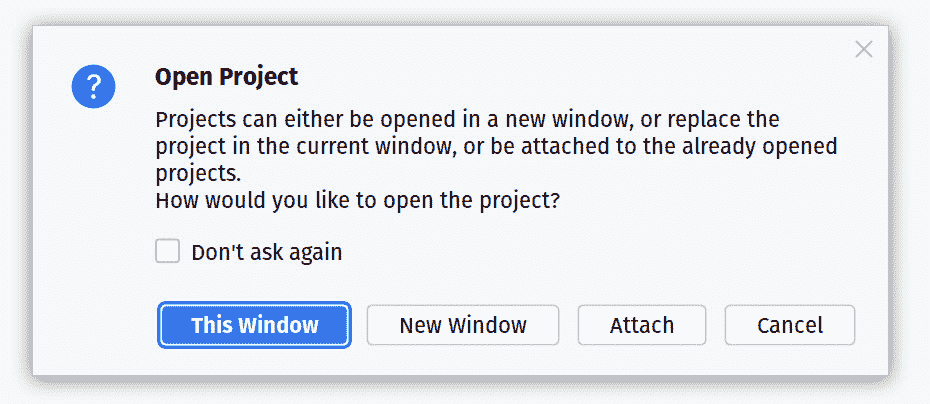 ?
Open Project
Projects can either be opened in a new window, or replace the
project in the current window, or be attached to the already opened
projects.
How would you like to open the project?
Don't ask again
This Window New Window Attach Cancel